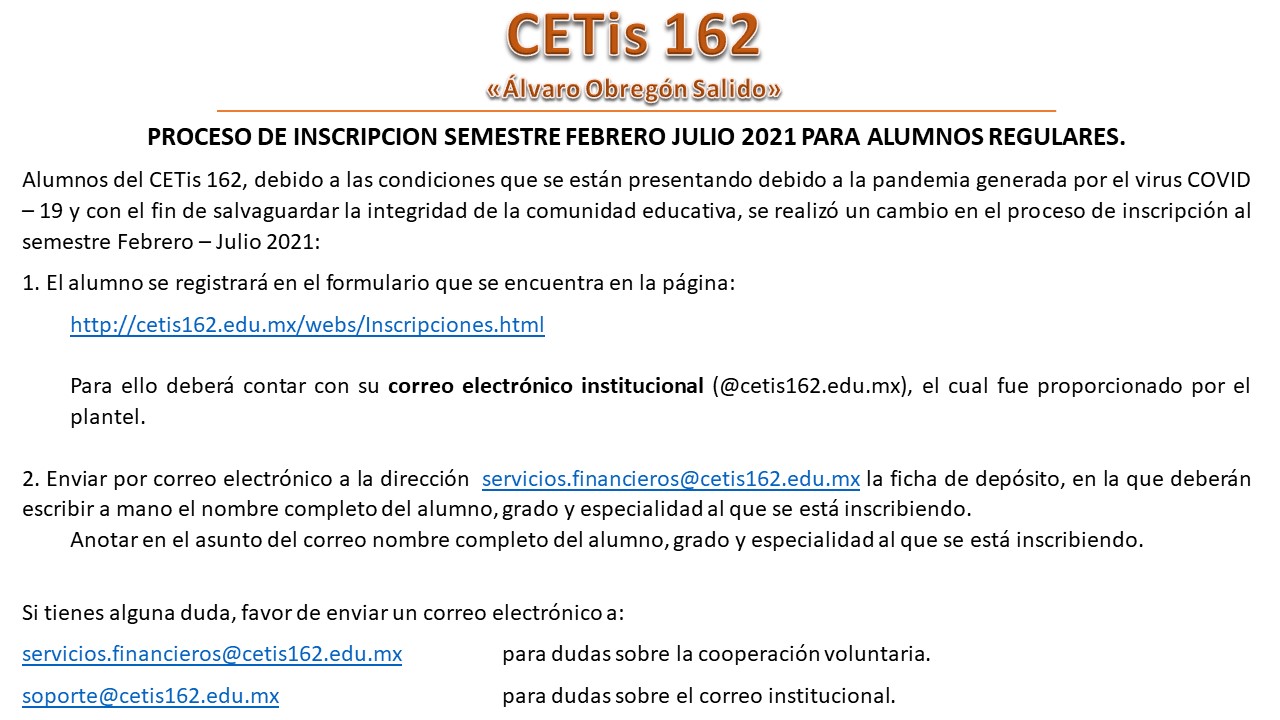 CETis 162
«Álvaro Obregón Salido»
PROCESO DE INSCRIPCION SEMESTRE FEBRERO JULIO 2021 PARA ALUMNOS REGULARES.
Alumnos del CETis 162, debido a las condiciones que se están presentando debido a la pandemia generada por el virus COVID
– 19 y con el fin de salvaguardar la integridad de la comunidad educativa, se realizó un cambio en el proceso de inscripción al
semestre Febrero – Julio 2021:
1. El alumno se registrará en el formulario que se encuentra en la página:
http://cetis162.edu.mx/webs/Inscripciones.html
Para ello deberá contar con su correo electrónico institucional (@cetis162.edu.mx), el cual fue proporcionado por el
plantel.
2. Enviar por correo electrónico a la dirección servicios.financieros@cetis162.edu.mx la ficha de depósito, en la que deberán
escribir a mano el nombre completo del alumno, grado y especialidad al que se está inscribiendo.
Anotar en el asunto del correo nombre completo del alumno, grado y especialidad al que se está inscribiendo.
Si tienes alguna duda, favor de enviar un correo electrónico a:
servicios.financieros@cetis162.edu.mx para dudas sobre la cooperación voluntaria.
soporte@cetis162.edu.mx para dudas sobre el correo institucional.